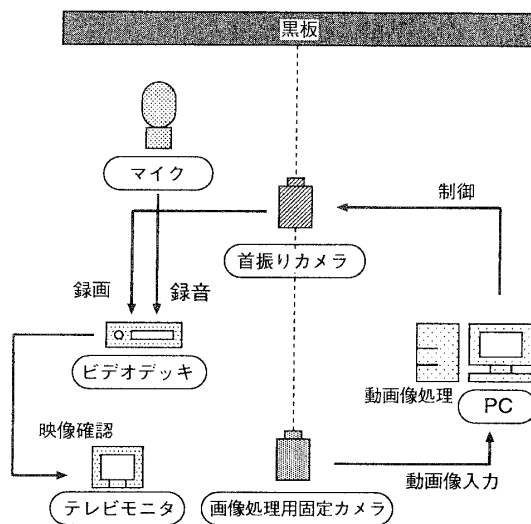 黒板
マイク
制御
首振りカメラ
録画
録音
ビデオデッキ
動画像処理
PC
映像確認
動画像入力
テレビモニタ
画像処理用固定カメラ